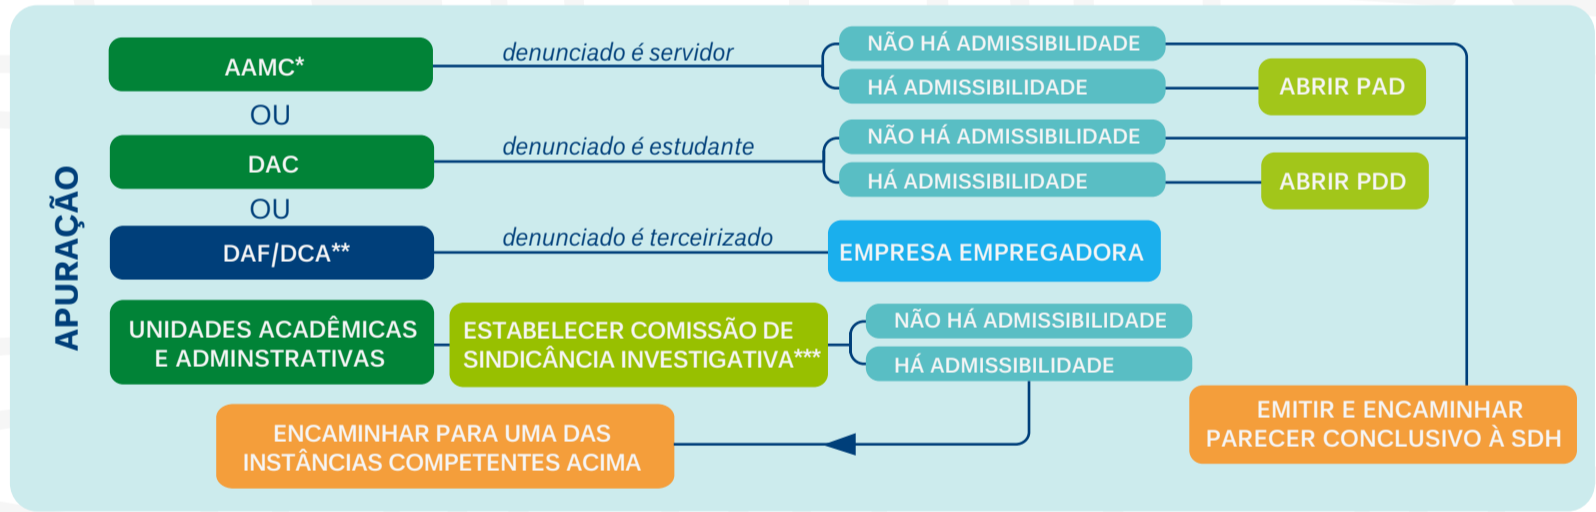 APURAÇÃO
AAMC*
denunciado é servidor
NÃO HÁ ADMISSIBILIDADE
HÁ ADMISSIBILIDADE
ABRIR PAD
OU
DAC
denunciado é estudante
NÃO HÁ ADMISSIBILIDADE
HÁ ADMISSIBILIDADE
ABRIR PDD
OU
DAF/DCA**
denunciado é terceirizado
EMPRESA EMPREGADORA
UNIDADES ACADÊMICAS
E ADMINSTRATIVAS
ESTABELECER COMISSÃO DE
SINDICÂNCIA INVESTIGATIVA***
NÃO HÁ ADMISSIBILIDADE
HÁ ADMISSIBILIDADE
ENCAMINHAR PARA UMA DAS
INSTÂNCIAS COMPETENTES ACIMA
EMITIR E ENCAMINHAR
PARECER CONCLUSIVO À SDH